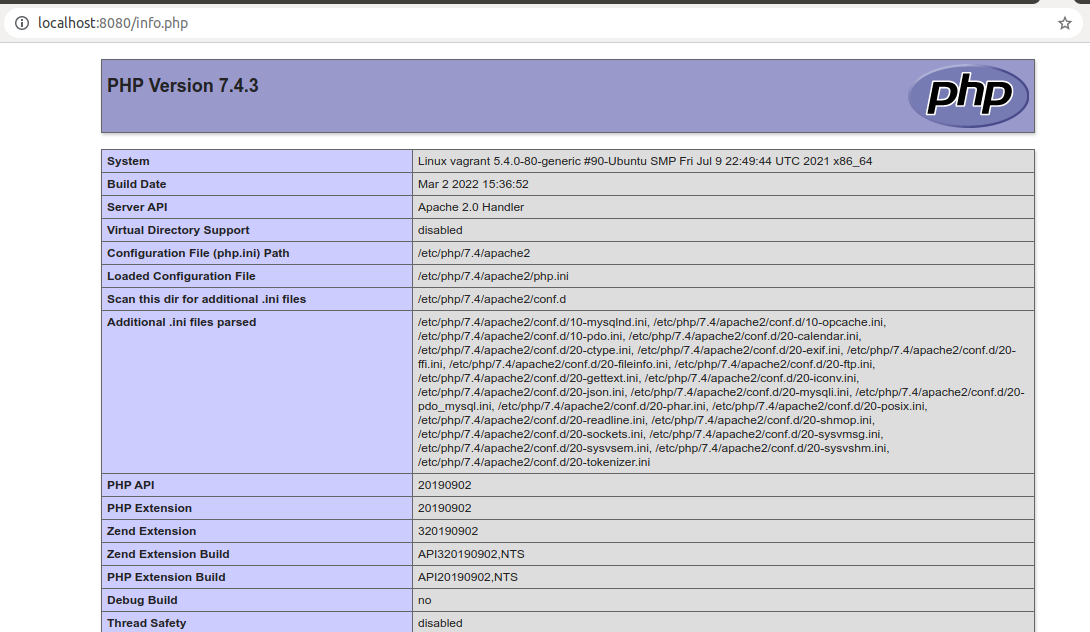 localhost:8080/info.php
PHP Version 7.4.3
php
System Linux vagrant 5.4.0-80-generic #90-Ubuntu SMP Fri Jul 9 22:49:44 UTC 2021 x86_64
Build Date Mar 2 2022 15:36:52
Server API Apache 2.0 Handler
Virtual Directory Support disabled
Configuration File (php.ini) Path /etc/php/7.4/apache2
Loaded Configuration File /etc/php/7.4/apache2/php.ini
Scan this dir for additional .ini files /etc/php/7.4/apache2/conf.d
Additional .ini files parsed /etc/php/7.4/apache2/conf.d/10-mysqlnd.ini, /etc/php/7.4/apache2/conf.d/10-opcache.ini,
/etc/php/7.4/apache2/conf.d/10-pdo.ini, /etc/php/7.4/apache2/conf.d/20-calendar.ini,
/etc/php/7.4/apache2/conf.d/20-ctype.ini, /etc/php/7.4/apache2/conf.d/20-exif.ini, /etc/php/7.4/apache2/conf.d/20-
ffi.ini, /etc/php/7.4/apache2/conf.d/20-fileinfo.ini, /etc/php/7.4/apache2/conf.d/20-ftp.ini,
/etc/php/7.4/apache2/conf.d/20-gettext.ini, /etc/php/7.4/apache2/conf.d/20-iconv.ini,
/etc/php/7.4/apache2/conf.d/20-json.ini, /etc/php/7.4/apache2/conf.d/20-mysqli.ini, /etc/php/7.4/apache2/conf.d/20-
pdo_mysql.ini, /etc/php/7.4/apache2/conf.d/20-phar.ini, /etc/php/7.4/apache2/conf.d/20-posix.ini,
/etc/php/7.4/apache2/conf.d/20-readline.ini, /etc/php/7.4/apache2/conf.d/20-shmop.ini,
/etc/php/7.4/apache2/conf.d/20-sockets.ini, /etc/php/7.4/apache2/conf.d/20-sysvmsg.ini,
/etc/php/7.4/apache2/conf.d/20-sysvsem.ini, /etc/php/7.4/apache2/conf.d/20-sysvshm.ini,
/etc/php/7.4/apache2/conf.d/20-tokenizer.ini
PHP API 20190902
PHP Extension 20190902
Zend Extension 320190902
Zend Extension Build API320190902,NTS
PHP Extension Build API20190902,NTS
Debug Build no
Thread Safety disabled